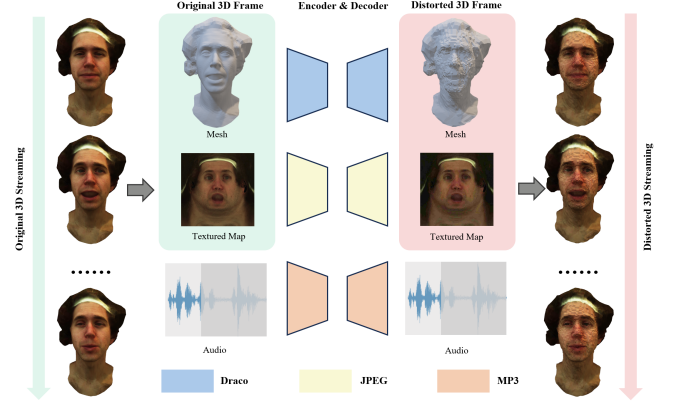 Original 3D Frame
Encoder & Decoder
Distorted 3D Frame
Original 3D Streaming
Mesh
Mesh
Textured Map
Textured Map
......
......
Audio
Audio
Distorted 3D Streaming
Draco
JPEG
MP3